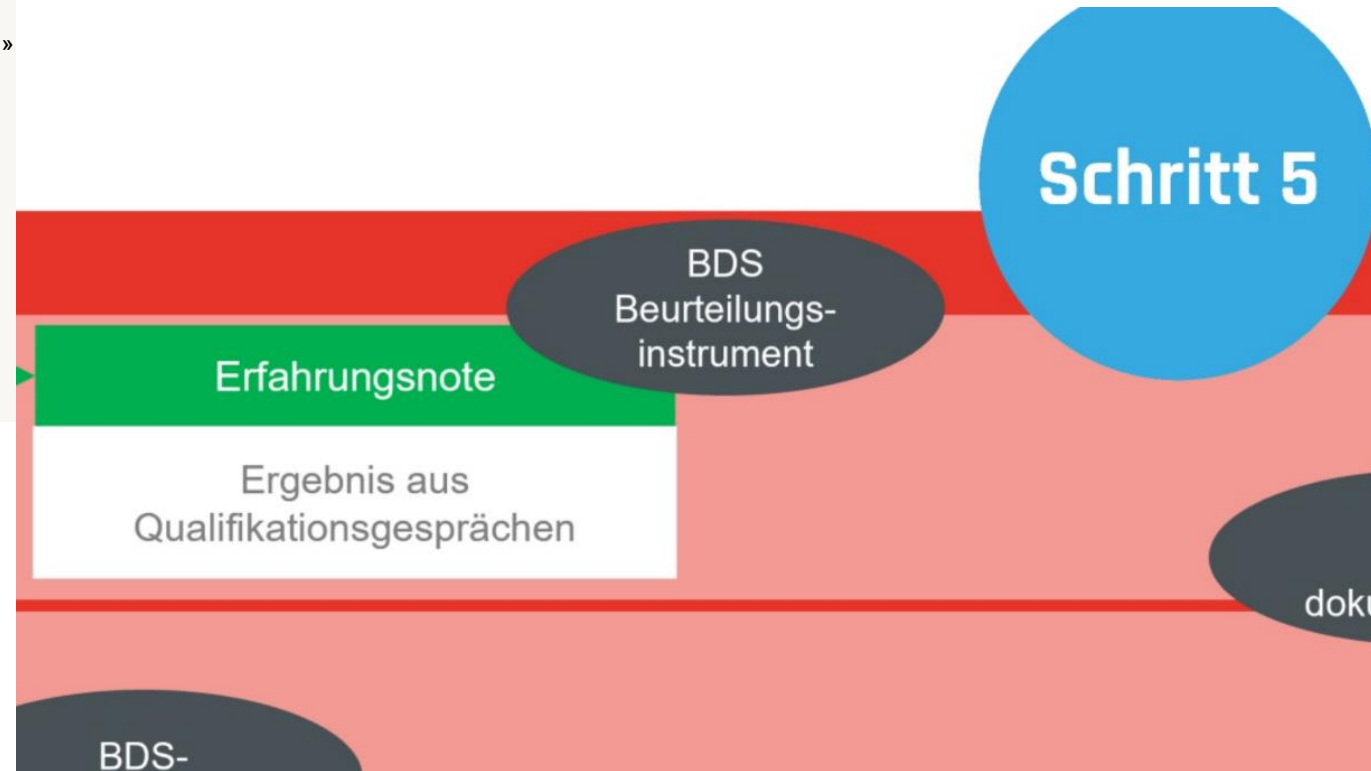 »
Schritt 5
BDS
Beurteilungs-
instrument
Erfahrungsnote
Ergebnis aus
Qualifikationsgesprächen
BDS-